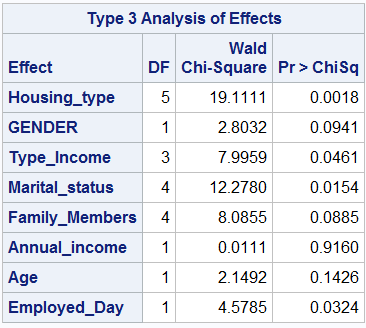 Type 3 Analysis of Effects
Effect DF Wald Chi-Square Pr > ChiSq
Housing_type 5 19.1111 0.0018
GENDER 1 2.8032 0.0941
Type_Income 3 7.9959 0.0461
Marital_status 4 12.2780 0.0154
Family_Members 4 8.0855 0.0885
Annual_income 1 0.0111 0.9160
Age 1 2.1492 0.1426
Employed_Day 1 4.5785 0.0324